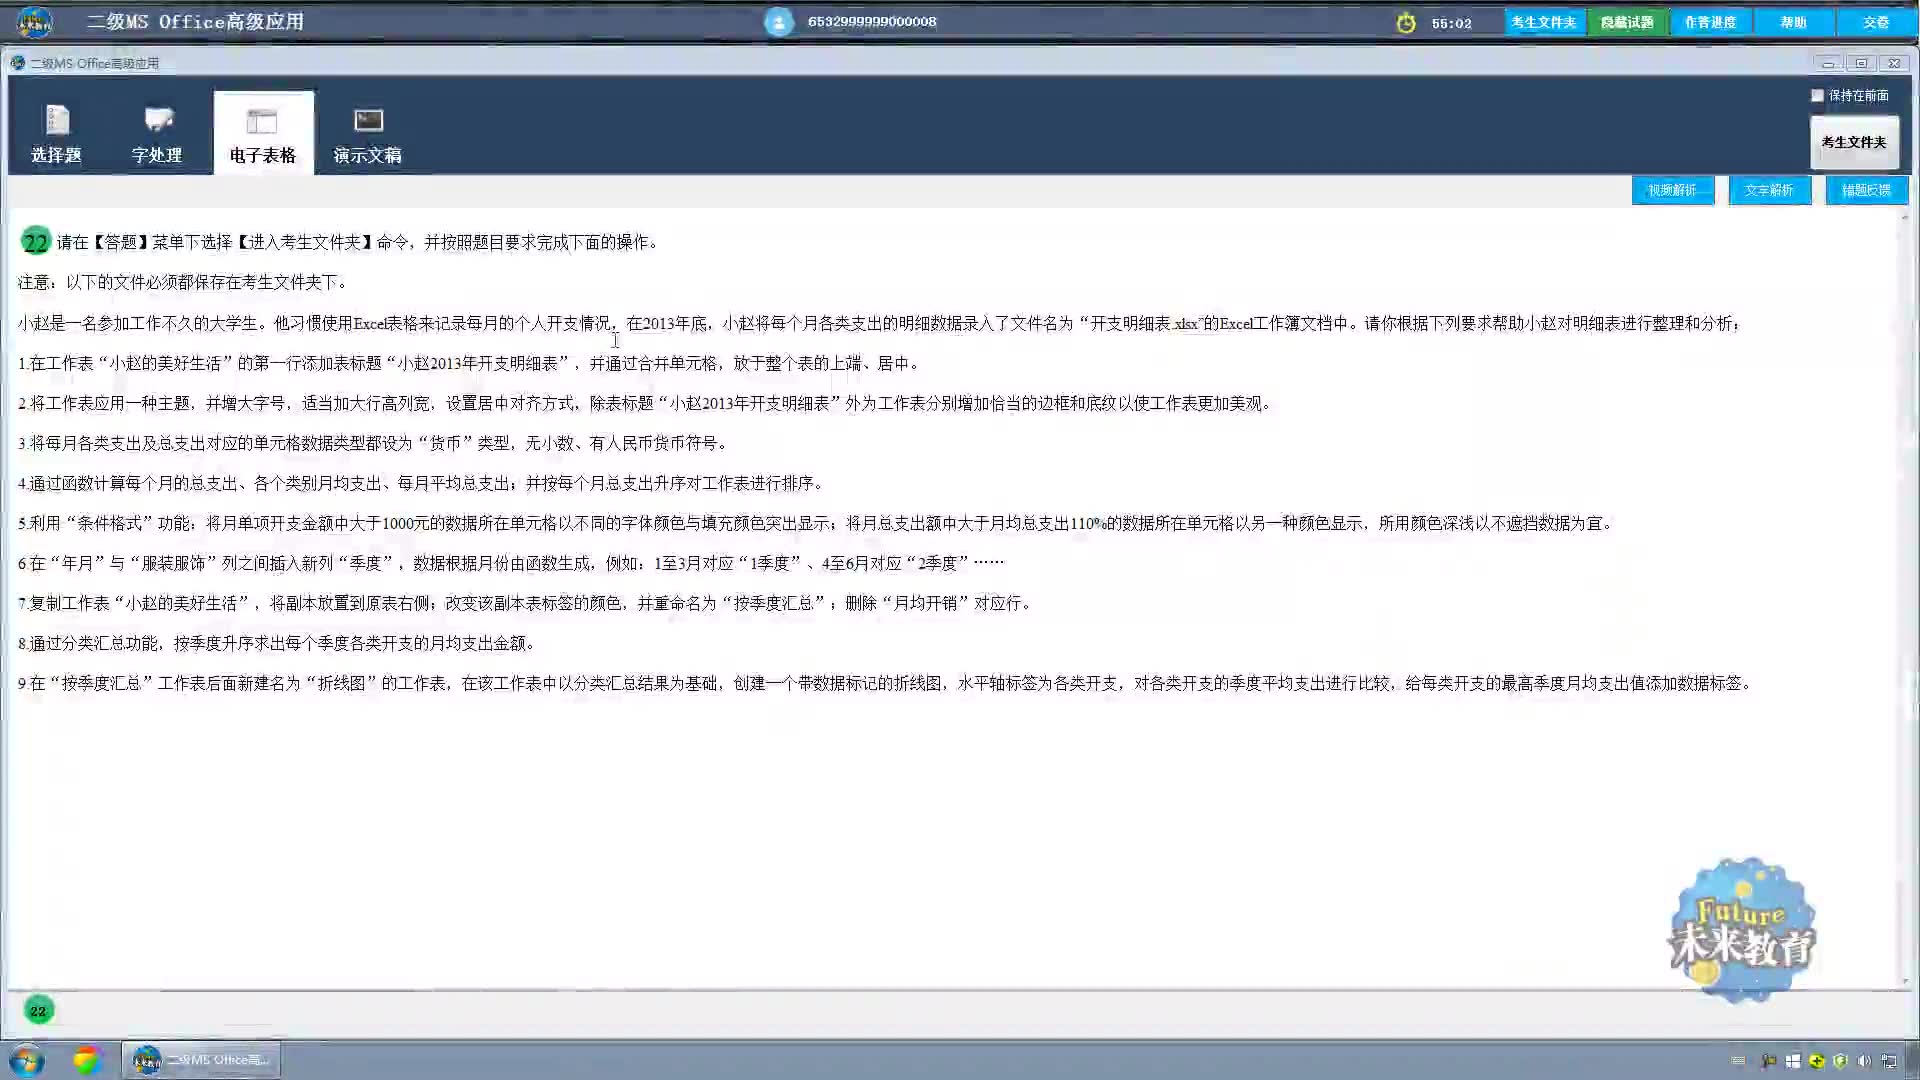 二级MS Office高级应用
6532999999000008
55:02
考生文件夹
隐藏试题
作答进度
帮助
交卷
二级MS Office高级应用
保持在前面
选择题
字处理
电子表格
演示文稿
考生文件夹
视频解析
文字解析
错题反馈
22 请在【答题】菜单下选择【进入考生文件夹】命令，并按照题目要求完成下面的操作。
注意：以下的文件必须都保存在考生文件夹下。
小赵是一名参加工作不久的大学生。他习惯使用Excel表格来记录每月的个人开支情况，在2013年底，小赵将每个月各类支出的明细数据录入了文件名为“开支明细表.xlsx”的Excel工作簿文档中。请你根据下列要求帮助小赵对明细表进行整理和分析：
1.在工作表“小赵的美好生活”的第一行添加表标题“小赵2013年开支明细表”，并通过合并单元格，放于整个表的上端、居中。
2.将工作表应用一种主题，并增大字号，适当加大行高列宽，设置居中对齐方式，除表标题“小赵2013年开支明细表”外为工作表分别增加恰当的边框和底纹以使工作表更加美观。
3.将每月各类支出及总支出对应的单元格数据类型都设为“货币”类型，无小数、有人民币货币符号。
4.通过函数计算每个月的总支出、各个类别月均支出、每月平均总支出；并按每个月总支出升序对工作表进行排序。
5.利用“条件格式”功能：将月单项开支金额中大于1000元的数据所在单元格以不同的字体颜色与填充颜色突出显示；将月总支出额中大于月均总支出110%的数据所在单元格以另一种颜色显示，所用颜色深浅以不遮挡数据为宜。
6.在“年月”与“服装服饰”列之间插入新列“季度”，数据根据月份由函数生成，例如：1至3月对应“1季度”、4至6月对应“2季度”……
7.复制工作表“小赵的美好生活”，将副本放置到原表右侧；改变该副本表标签的颜色，并重命名为“按季度汇总”；删除“月均开销”对应行。
8.通过分类汇总功能，按季度升序求出每个季度各类开支的月均支出金额。
9.在“按季度汇总”工作表后面新建名为“折线图”的工作表，在该工作表中以分类汇总结果为基础，创建一个带数据标记的折线图，水平轴标签为各类开支，对各类开支的季度平均支出进行比较，给每类开支的最高季度月均支出值添加数据标签。
Future
未来教育
22
二级MS Office高...